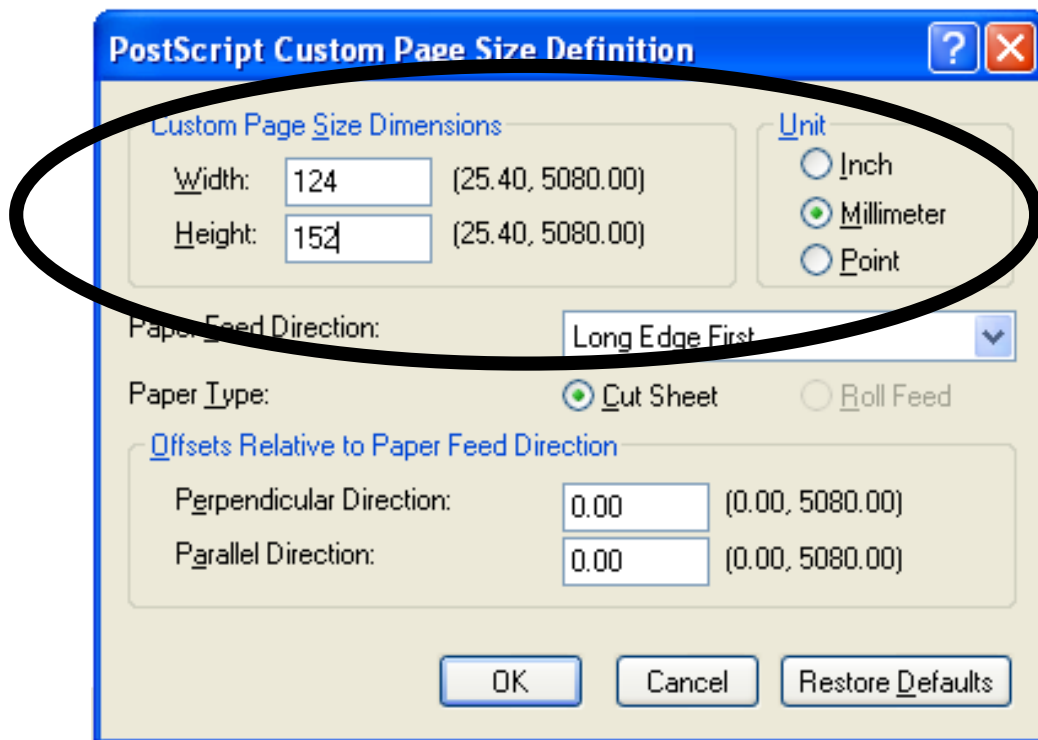 PostScript Custom Page Size Definition
Custom Page Size Dimensions
Unit
Width: 124 (25.40, 5080.00)
Inch
Height: 152 (25.40, 5080.00)
Millimeter
Point
Paper Feed Direction: Long Edge First
Paper Type: Cut Sheet Roll Feed
Offsets Relative to Paper Feed Direction
Perpendicular Direction: 0.00 (0.00, 5080.00)
Parallel Direction: 0.00 (0.00, 5080.00)
OK Cancel Restore Defaults